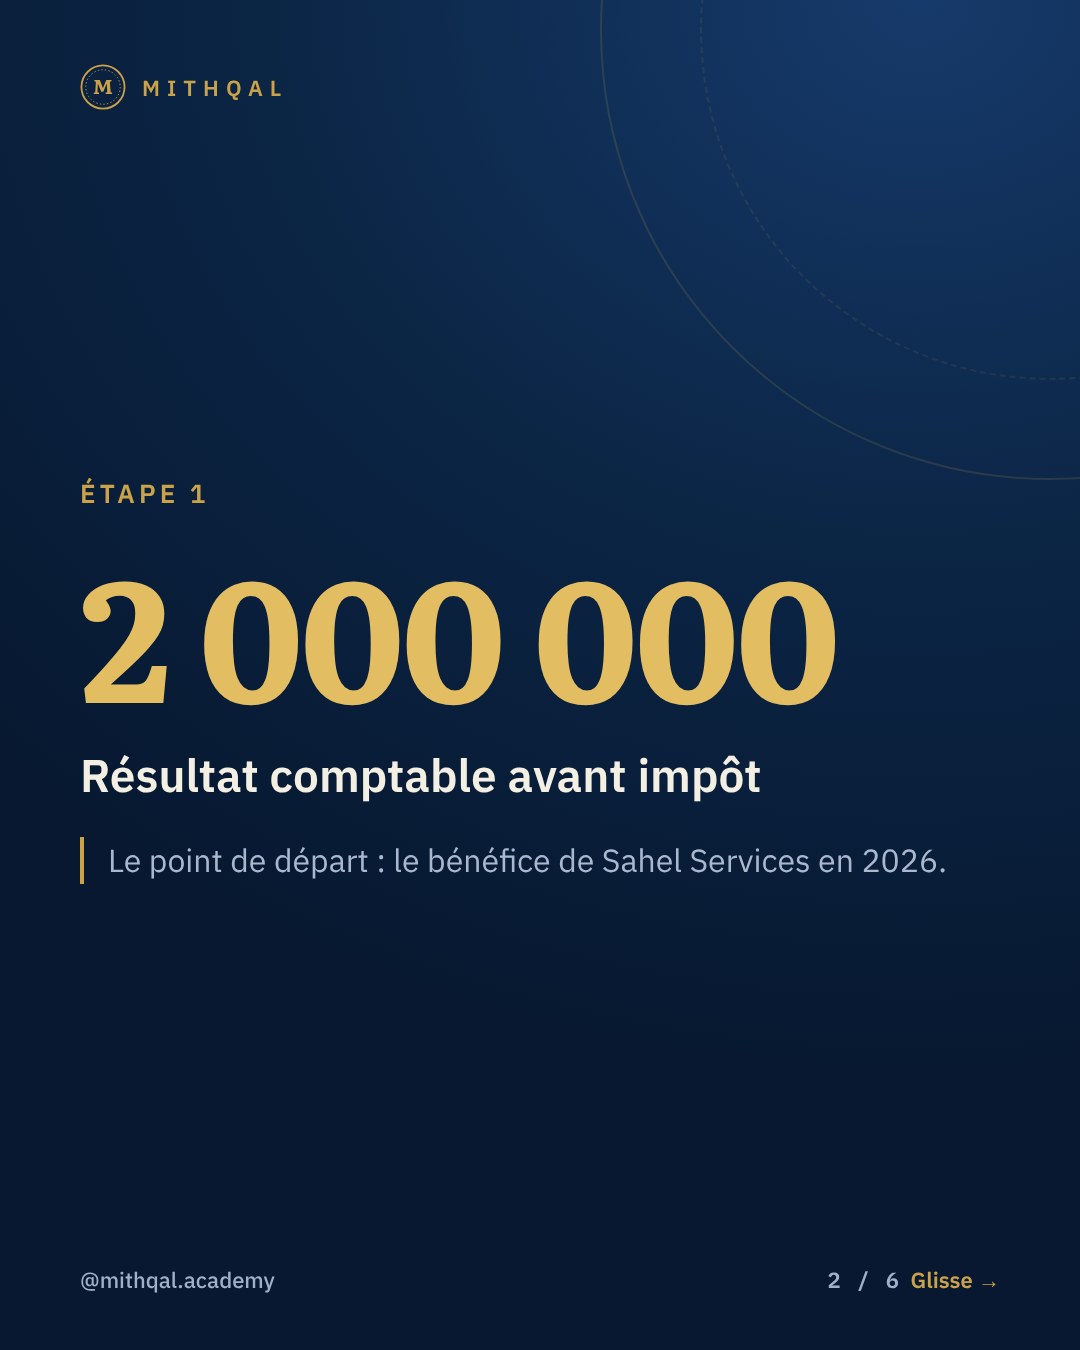 M MITHQAL
ÉTAPE 1
2 000 000
Résultat comptable avant impôt
Le point de départ : le bénéfice de Sahel Services en 2026.
@mithqal.academy
2 / 6 Glisse →